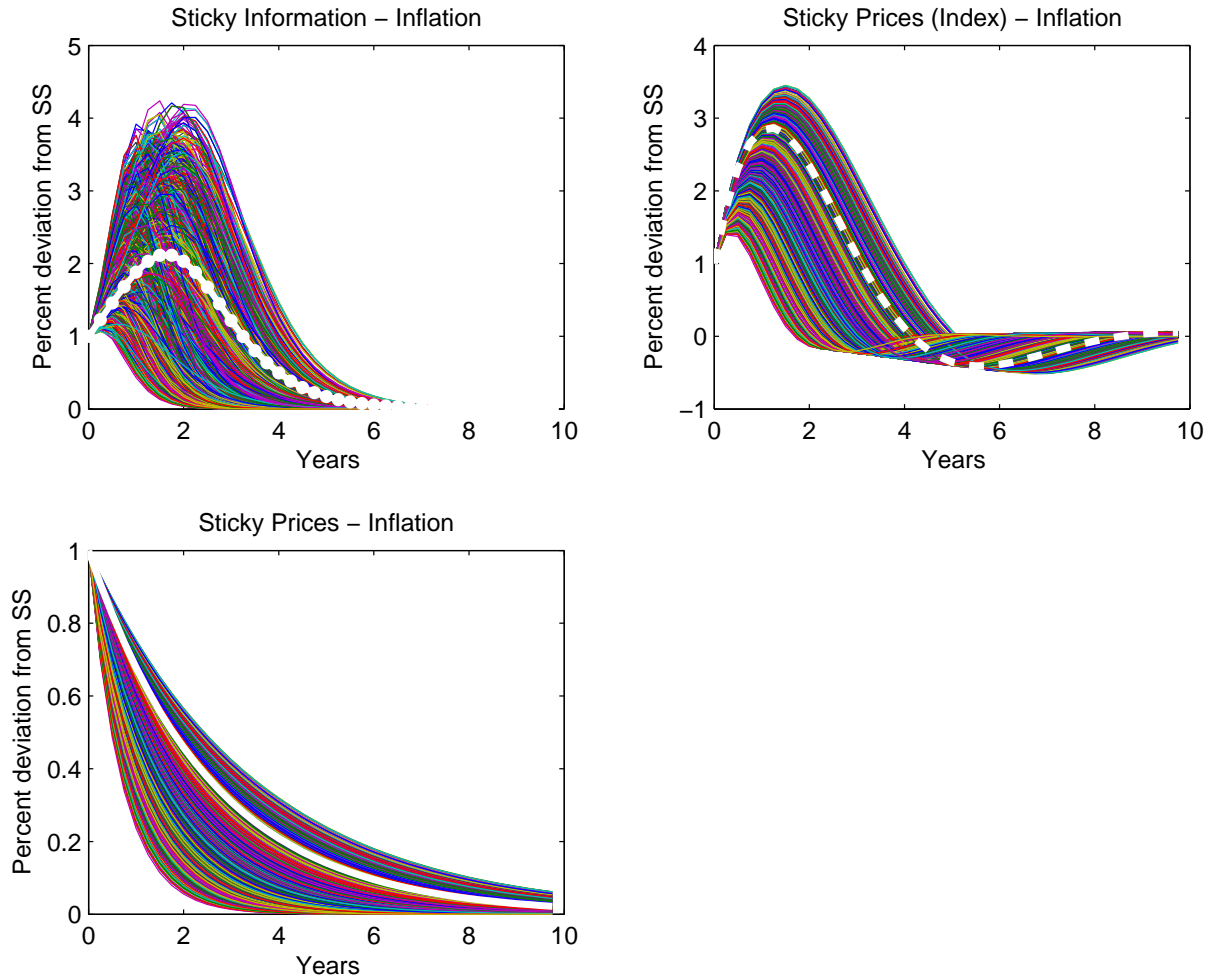 Sticky Information − Inflation
5
4
3
2
1
0
Percent deviation from SS
0 2 4 6 8 10
Years
Sticky Prices (Index) − Inflation
5
4
3
2
1
0
−1
Percent deviation from SS
0 2 4 6 8 10
Years
Sticky Prices − Inflation
1
0.8
0.6
0.4
0.2
0
Percent deviation from SS
0 2 4 6 8 10
Years